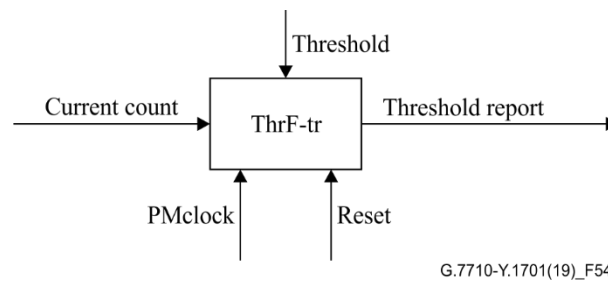 Threshold
Current count
ThrF-tr
Threshold report
PMclock
Reset
G.7710-Y.1701(19)_F54